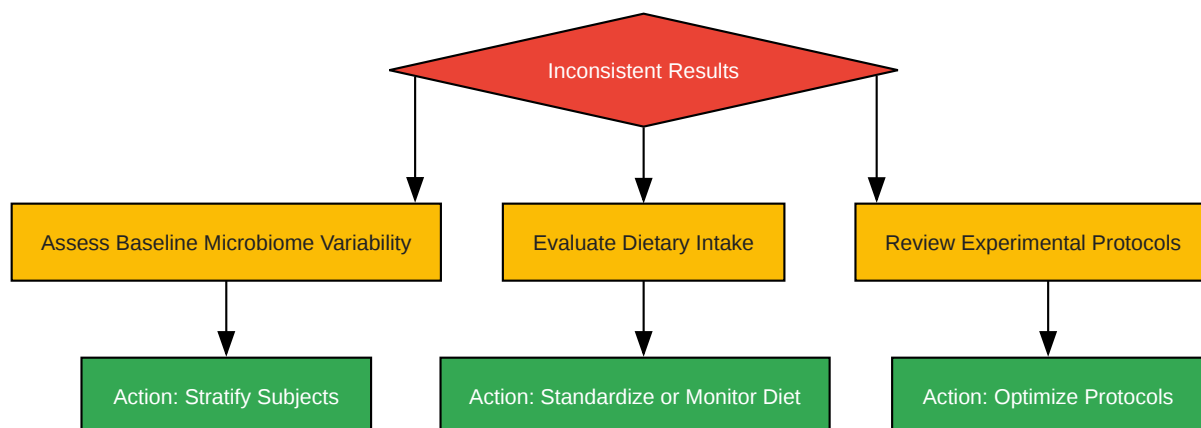 Inconsistent Results
Assess Baseline Microbiome Variability
Evaluate Dietary Intake
Review Experimental Protocols
Action: Stratify Subjects
Action: Standardize or Monitor Diet
Action: Optimize Protocols